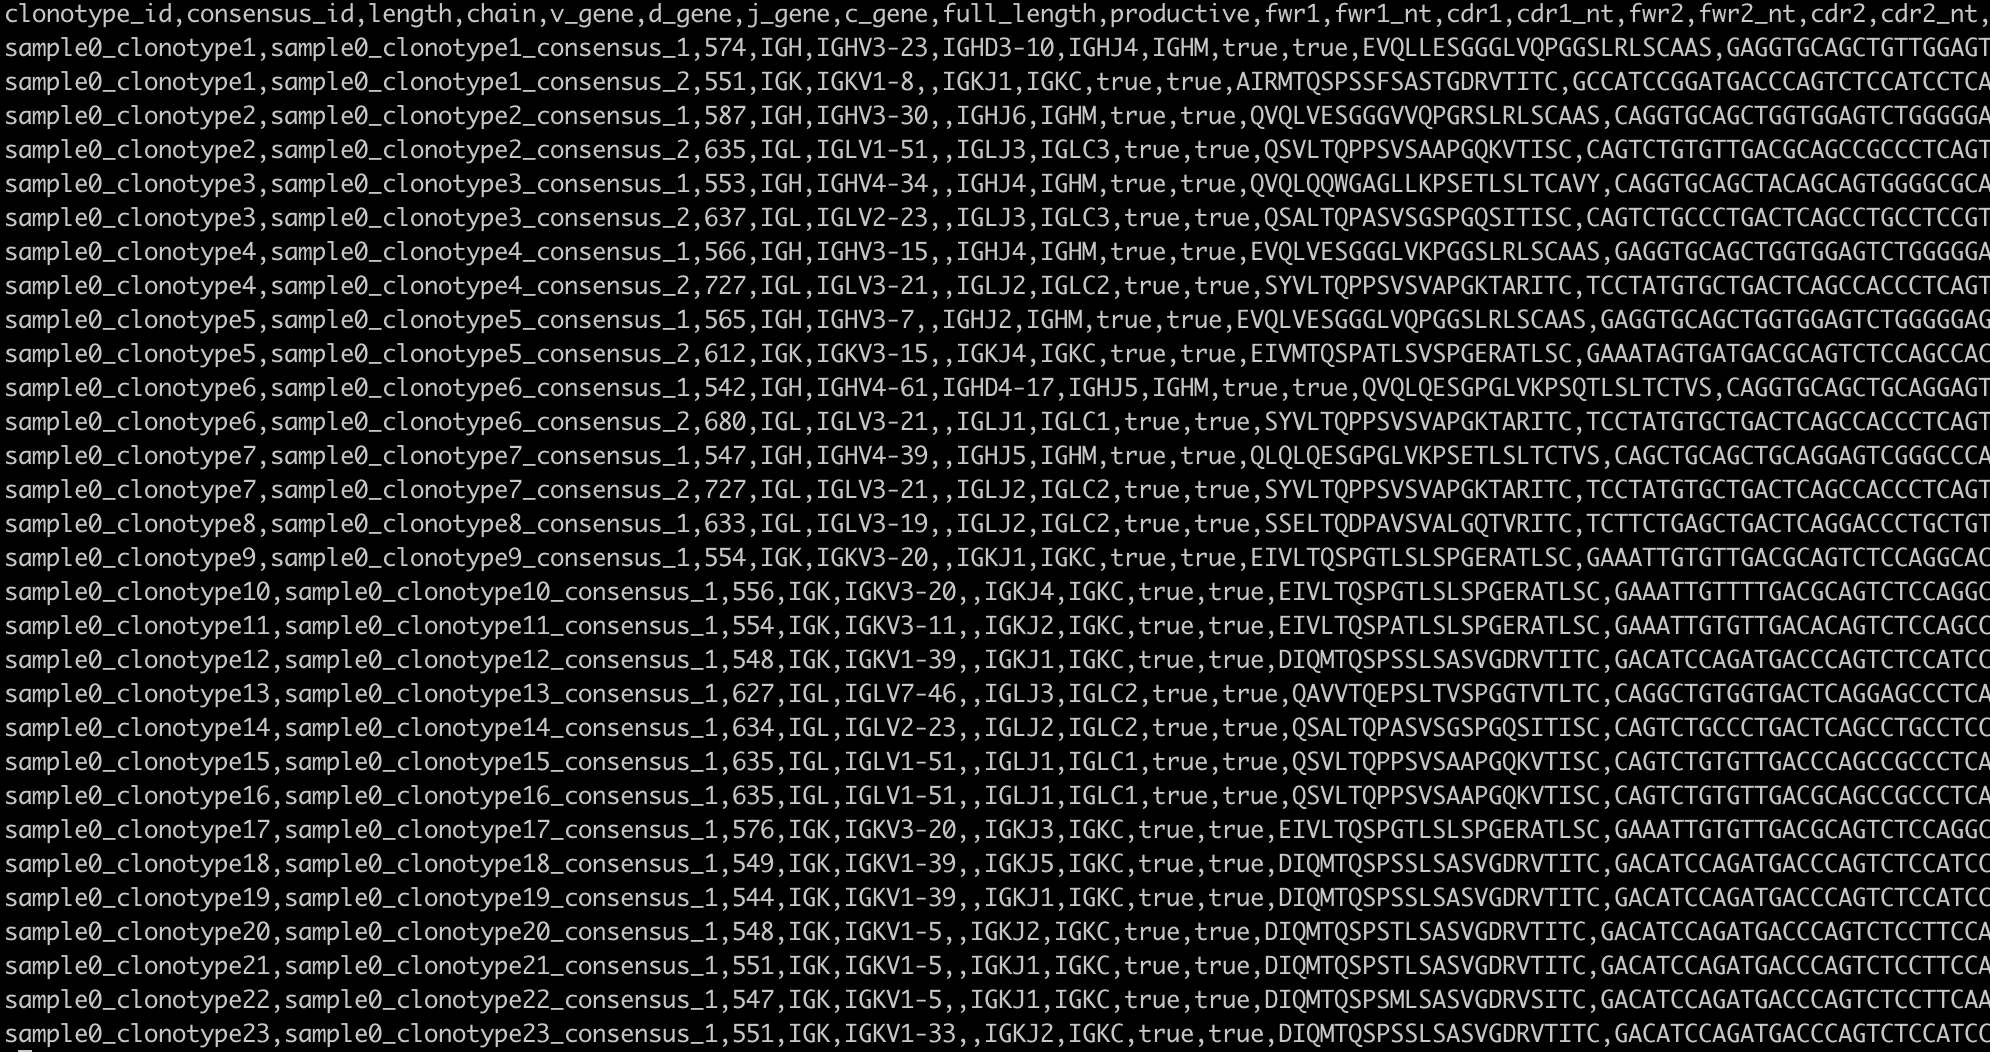 clonotype_id,consensus_id,length,chain,v_gene,d_gene,j_gene,c_gene,full_length,productive,fwr1,fwr1_nt,cdr1,cdr1_nt,fwr2,fwr2_nt,cdr2,cdr2_nt,
sample0_clonotype1,sample0_clonotype1_consensus_1,574,IGH,IGHV3-23,IGHD3-10,IGHJ4,IGHM,true,true,EVQLLESGGGLVQPGGSLRLSCAAS,GAGGTGCAGCTGTTGGAGT
sample0_clonotype1,sample0_clonotype1_consensus_2,551,IGK,IGKV1-8,,IGKJ1,IGKC,true,true,AIRMTQSPSSFSASTGDRVTITC,GCCATCCGGATGACCCAGTCTCCATCCTCA
sample0_clonotype2,sample0_clonotype2_consensus_1,587,IGH,IGHV3-30,,IGHJ6,IGHM,true,true,QVQLVESGGGVVQPGRSLRLSCAAS,CAGGTGCAGCTGGTGGAGTCTGGGGGA
sample0_clonotype2,sample0_clonotype2_consensus_2,635,IGL,IGLV1-51,,IGLJ3,IGLC3,true,true,QSVLTQPPSVSAAPGQKVTISC,CAGTCTGTGTTGACGCAGCCGCCCTCAGT
sample0_clonotype3,sample0_clonotype3_consensus_1,553,IGH,IGHV4-34,,IGHJ4,IGHM,true,true,QVQLQQWGAGLLKPSETLSLTCAVY,CAGGTGCAGCTACAGCAGTGGGGCGCA
sample0_clonotype3,sample0_clonotype3_consensus_2,637,IGL,IGLV2-23,,IGLJ3,IGLC3,true,true,QSALTQPASVSGSPGQSITISC,CAGTCTGCCCTGACTCAGCCTGCCTCCGT
sample0_clonotype4,sample0_clonotype4_consensus_1,566,IGH,IGHV3-15,,IGHJ4,IGHM,true,true,EVQLVESGGGLVKPGGSLRLSCAAS,GAGGTGCAGCTGGTGGAGTCTGGGGGA
sample0_clonotype4,sample0_clonotype4_consensus_2,727,IGL,IGLV3-21,,IGLJ2,IGLC2,true,true,SYVLTQPPSVSVAPGKTARITC,TCCTATGTGCTGACTCAGCCACCCTCAGT
sample0_clonotype5,sample0_clonotype5_consensus_1,565,IGH,IGHV3-7,,IGHJ2,IGHM,true,true,EVQLVESGGGLVQPGGSLRLSCAAS,GAGGTGCAGCTGGTGGAGTCTGGGGGAG
sample0_clonotype5,sample0_clonotype5_consensus_2,612,IGK,IGKV3-15,,IGKJ4,IGKC,true,true,EIVMTQSPATLSVSPGERATLSC,GAAATAGTGATGACGCAGTCTCCAGCCAC
sample0_clonotype6,sample0_clonotype6_consensus_1,542,IGH,IGHV4-61,IGHD4-17,IGHJ5,IGHM,true,true,QVQLQESGPGLVKPSQTLSLTCTVS,CAGGTGCAGCTGCAGGAGT
sample0_clonotype6,sample0_clonotype6_consensus_2,680,IGL,IGLV3-21,,IGLJ1,IGLC1,true,true,SYVLTQPPSVSVAPGKTARITC,TCCTATGTGCTGACTCAGCCACCCTCAGT
sample0_clonotype7,sample0_clonotype7_consensus_1,547,IGH,IGHV4-39,,IGHJ5,IGHM,true,true,QLQLQESGPGLVKPSETLSLTCTVS,CAGCTGCAGCTGCAGGAGTCGGGCCCA
sample0_clonotype7,sample0_clonotype7_consensus_2,727,IGL,IGLV3-21,,IGLJ2,IGLC2,true,true,SYVLTQPPSVSVAPGKTARITC,TCCTATGTGCTGACTCAGCCACCCTCAGT
sample0_clonotype8,sample0_clonotype8_consensus_1,633,IGL,IGLV3-19,,IGLJ2,IGLC2,true,true,SSELTQDPAVSVALGQTVRITC,TCTTCTGAGCTGACTCAGGACCCTGCTGT
sample0_clonotype9,sample0_clonotype9_consensus_1,554,IGK,IGKV3-20,,IGKJ1,IGKC,true,true,EIVLTQSPGTLSLSPGERATLSC,GAAATTGTGTTGACGCAGTCTCCAGGCAC
sample0_clonotype10,sample0_clonotype10_consensus_1,556,IGK,IGKV3-20,,IGKJ4,IGKC,true,true,EIVLTQSPGTLSLSPGERATLSC,GAAATTGTTTTGACGCAGTCTCCAGGC
sample0_clonotype11,sample0_clonotype11_consensus_1,554,IGK,IGKV3-11,,IGKJ2,IGKC,true,true,EIVLTQSPATLSLSPGERATLSC,GAAATTGTGTTGACACAGTCTCCAGCC
sample0_clonotype12,sample0_clonotype12_consensus_1,548,IGK,IGKV1-39,,IGKJ1,IGKC,true,true,DIQMTQSPSSLSASVGDRVTITC,GACATCCAGATGACCCAGTCTCCATCC
sample0_clonotype13,sample0_clonotype13_consensus_1,627,IGL,IGLV7-46,,IGLJ3,IGLC2,true,true,QAVVTQEPSLTVSPGGTVTLTC,CAGGCTGTGGTGACTCAGGAGCCCTCA
sample0_clonotype14,sample0_clonotype14_consensus_1,634,IGL,IGLV2-23,,IGLJ2,IGLC2,true,true,QSALTQPASVSGSPGQSITISC,CAGTCTGCCCTGACTCAGCCTGCCTCC
sample0_clonotype15,sample0_clonotype15_consensus_1,635,IGL,IGLV1-51,,IGLJ1,IGLC1,true,true,QSVLTQPPSVSAAPGQKVTISC,CAGTCTGTGTTGACCCAGCCGCCCTCA
sample0_clonotype16,sample0_clonotype16_consensus_1,635,IGL,IGLV1-51,,IGLJ1,IGLC1,true,true,QSVLTQPPSVSAAPGQKVTISC,CAGTCTGTGTTGACGCAGCCGCCCTCA
sample0_clonotype17,sample0_clonotype17_consensus_1,576,IGK,IGKV3-20,,IGKJ3,IGKC,true,true,EIVLTQSPGTLSLSPGERATLSC,GAAATTGTGTTGACGCAGTCTCCAGGC
sample0_clonotype18,sample0_clonotype18_consensus_1,549,IGK,IGKV1-39,,IGKJ5,IGKC,true,true,DIQMTQSPSSLSASVGDRVTITC,GACATCCAGATGACCCAGTCTCCATCC
sample0_clonotype19,sample0_clonotype19_consensus_1,544,IGK,IGKV1-39,,IGKJ1,IGKC,true,true,DIQMTQSPSSLSASVGDRVTITC,GACATCCAGATGACCCAGTCTCCATCC
sample0_clonotype20,sample0_clonotype20_consensus_1,548,IGK,IGKV1-5,,IGKJ2,IGKC,true,true,DIQMTQSPSTLSASVGDRVTITC,GACATCCAGATGACCCAGTCTCCTTCCA
sample0_clonotype21,sample0_clonotype21_consensus_1,551,IGK,IGKV1-5,,IGKJ1,IGKC,true,true,DIQMTQSPSTLSASVGDRVTITC,GACATCCAGATGACCCAGTCTCCTTCCA
sample0_clonotype22,sample0_clonotype22_consensus_1,547,IGK,IGKV1-5,,IGKJ1,IGKC,true,true,DIQMTQSPSMLSASVGDRVSITC,GACATCCAGATGACCCAGTCTCCTTCAA
sample0_clonotype23,sample0_clonotype23_consensus_1,551,IGK,IGKV1-33,,IGKJ2,IGKC,true,true,DIQMTQSPSSLSASVGDRVTITC,GACATCCAGATGACCCAGTCTCCATCC